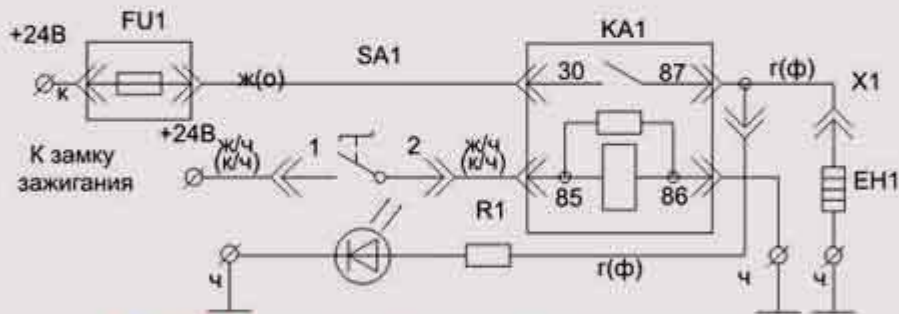 +24В
FU1
SA1
KA1
к
ж(о)
30
87
г(ф)
X1
+24В
К замку
зажигания
ж/ч
(к/ч)
1
2
ж/ч
(к/ч)
85
86
EH1
R1
г(ф)
ч
ч
ч